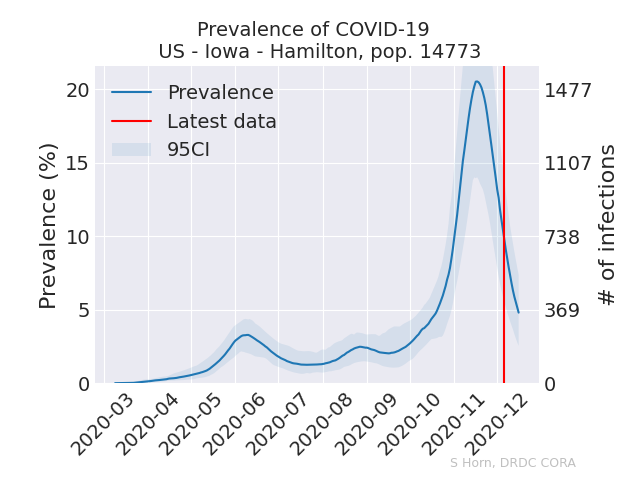 Prevalence of COVID-19
US - Iowa - Hamilton, pop. 14773
Prevalence
Latest data
95CI
Prevalence (%)
20
15
10
5
0
1477
1107
738
369
0
# of infections
2020-03
2020-04
2020-05
2020-06
2020-07
2020-08
2020-09
2020-10
2020-11
2020-12
S Horn, DRDC CORA